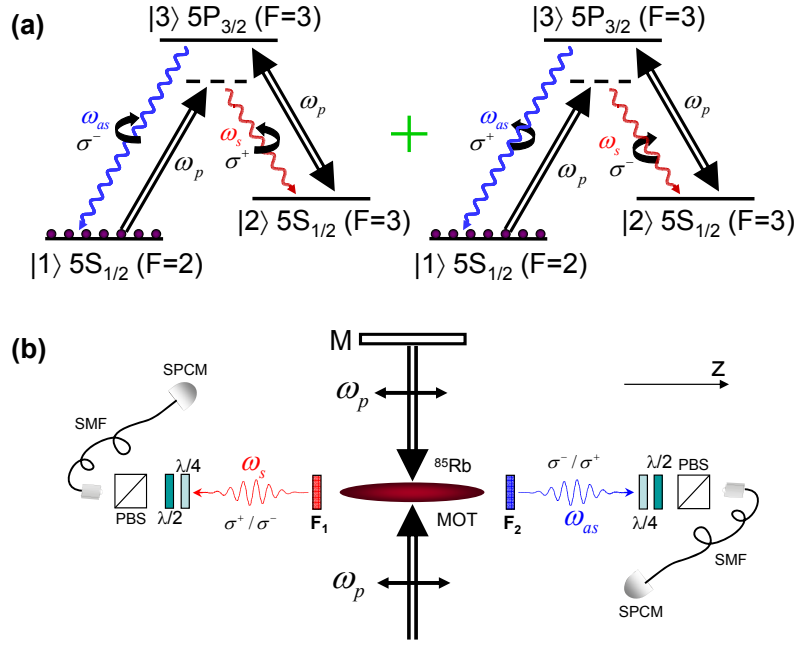 (a)
|3⟩ 5P3/2 (F=3)
|3⟩ 5P3/2 (F=3)
ωas
σ−
ωp
ωs
σ+
ωp
|2⟩ 5S1/2 (F=3)
|1⟩ 5S1/2 (F=2)
+
ωas
σ+
ωp
ωs
σ−
ωp
|2⟩ 5S1/2 (F=3)
|1⟩ 5S1/2 (F=2)
(b)
M
z
SPCM
SMF
ωp
λ/4
ωs
85Rb
σ− / σ+
λ/2
PBS
PBS
λ/2
σ+ / σ−
F1
MOT
F2
ωas
λ/4
SMF
ωp
SPCM